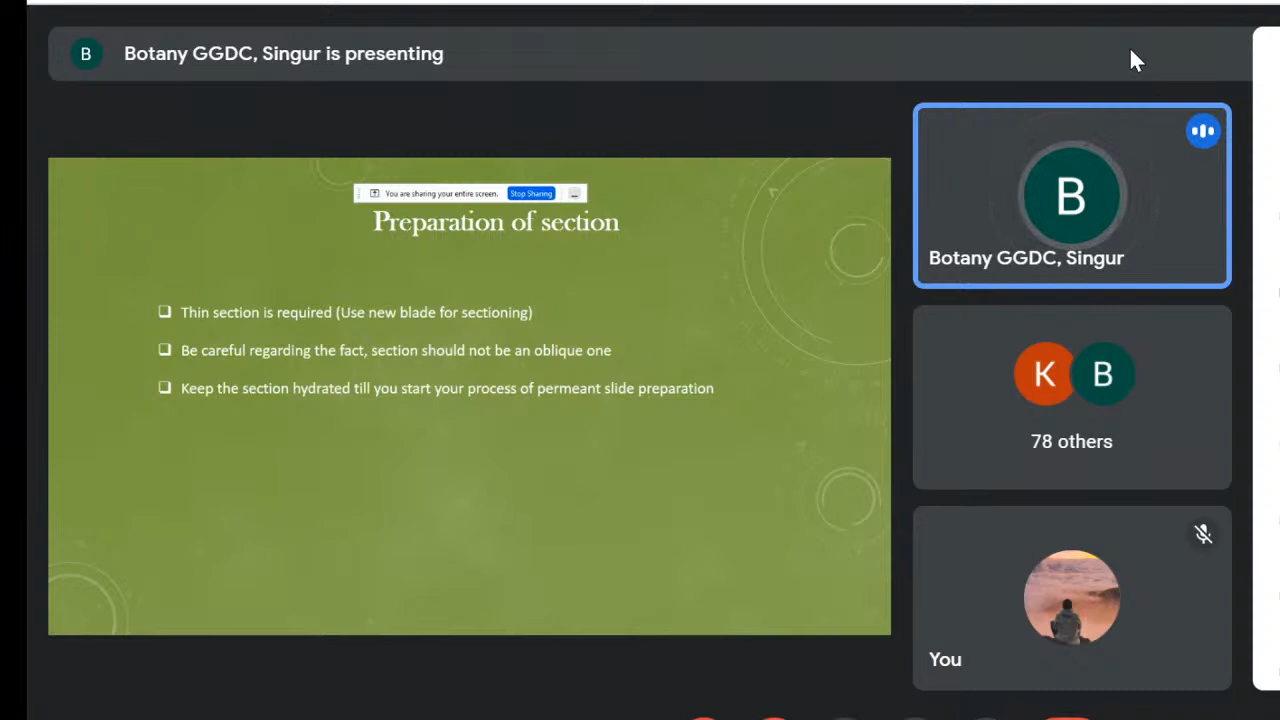 B Botany GGDC, Singur is presenting
You are sharing your entire screen. Stop Sharing
Preparation of section
Thin section is required (Use new blade for sectioning)
Be careful regarding the fact, section should not be an oblique one
Keep the section hydrated till you start your process of permeant slide preparation
B
Botany GGDC, Singur
K B
78 others
You